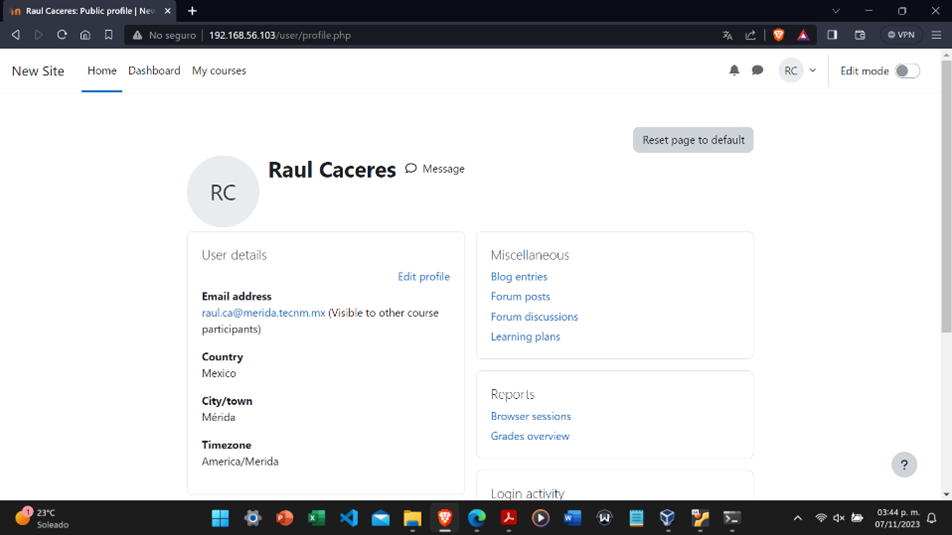 Raul Caceres: Public profile | New
No seguro
192.168.56.103/user/profile.php
VPN
New Site
Home
Dashboard
My courses
RC
Edit mode
Reset page to default
RC
Raul Caceres
Message
User details
Edit profile
Email address
raul.ca@merida.tecnm.mx (Visible to other course
participants)
Country
Mexico
City/town
Mérida
Timezone
America/Merida
Miscellaneous
Blog entries
Forum posts
Forum discussions
Learning plans
Reports
Browser sessions
Grades overview
Login activity
?
1
23°C
Soleado
03:44 p. m.
07/11/2023